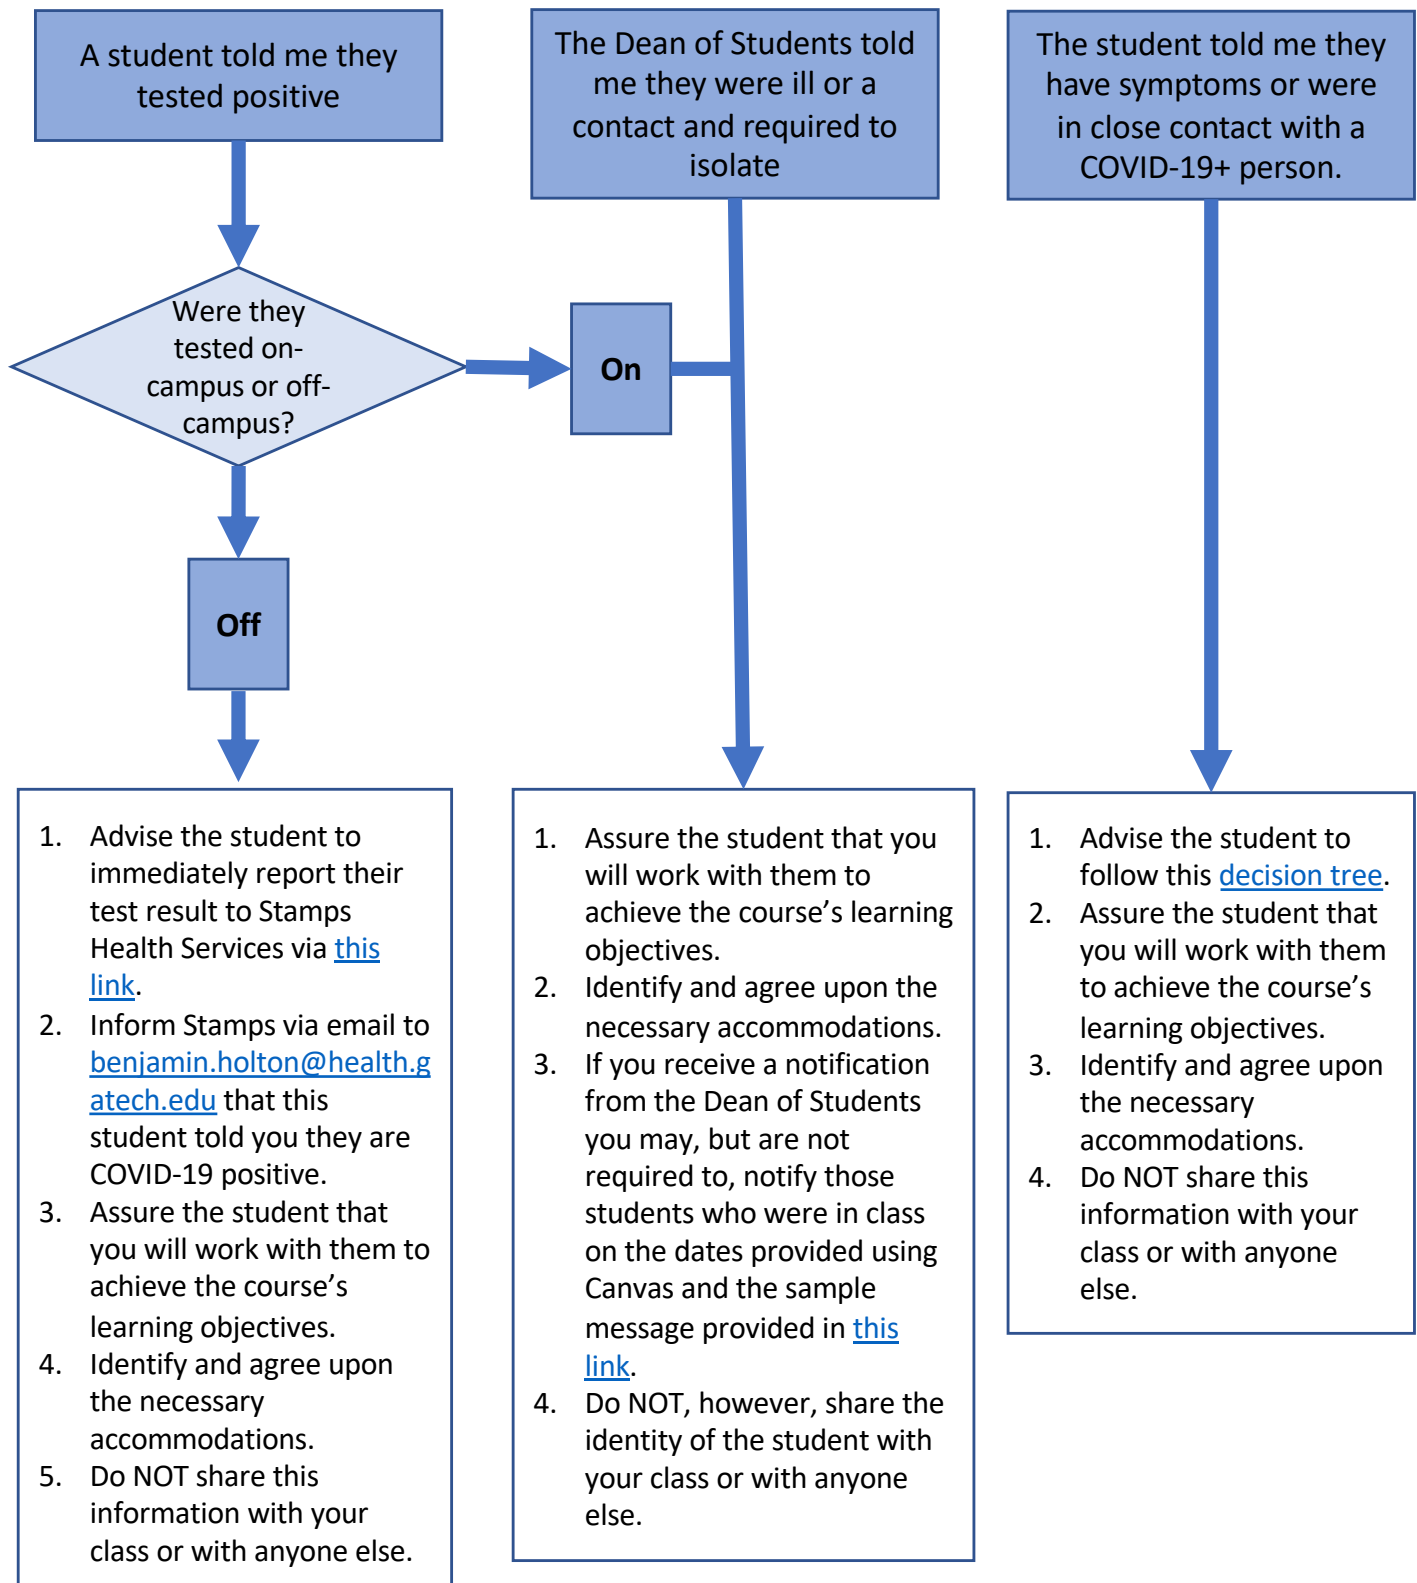 A student told me they
tested positive
The Dean of Students told
me they were ill or a
contact and required to
isolate
The student told me they
have symptoms or were
in close contact with a
COVID-19+ person.
Were they
tested on-
campus or off-
campus?
On
Off
1. Advise the student to
immediately report their
test result to Stamps
Health Services via this
link.
2. Inform Stamps via email to
benjamin.holton@health.g
atech.edu that this
student told you they are
COVID-19 positive.
3. Assure the student that
you will work with them to
achieve the course’s
learning objectives.
4. Identify and agree upon
the necessary
accommodations.
5. Do NOT share this
information with your
class or with anyone else.
1. Assure the student that you
will work with them to
achieve the course’s learning
objectives.
2. Identify and agree upon the
necessary accommodations.
3. If you receive a notification
from the Dean of Students
you may, but are not
required to, notify those
students who were in class
on the dates provided using
Canvas and the sample
message provided in this
link.
4. Do NOT, however, share the
identity of the student with
your class or with anyone
else.
1. Advise the student to
follow this decision tree.
2. Assure the student that
you will work with them
to achieve the course’s
learning objectives.
3. Identify and agree upon
the necessary
accommodations.
4. Do NOT share this
information with your
class or with anyone
else.